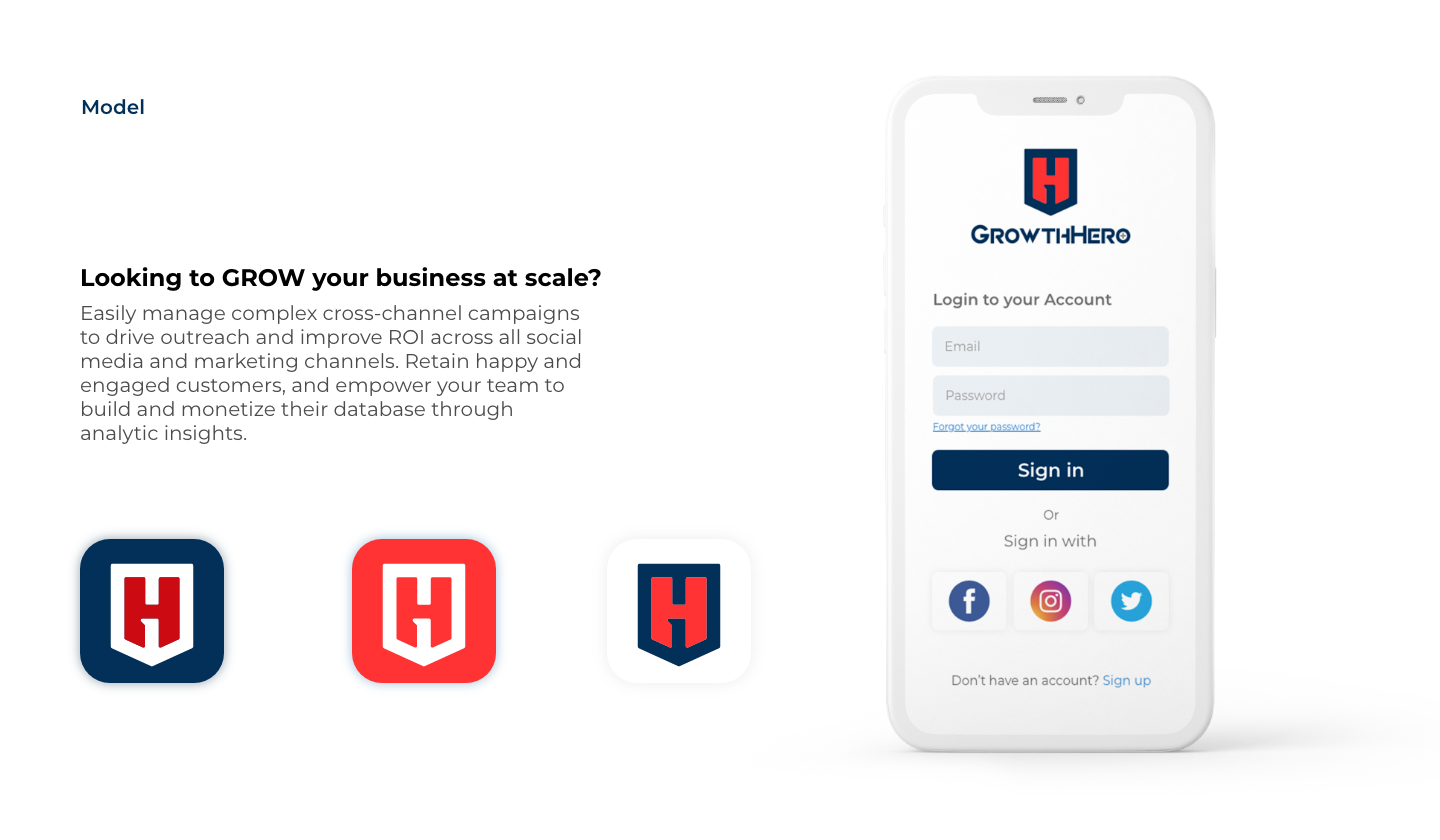 Model
Looking to GROW your business at scale?
Easily manage complex cross-channel campaigns
to drive outreach and improve ROI across all social
media and marketing channels. Retain happy and
engaged customers, and empower your team to
build and monetize their database through
analytic insights.
H
H
H
H
GrowthHero
Login to your Account
Email
Password
Forgot your password?
Sign in
Or
Sign in with
f
Don't have an account? Sign up